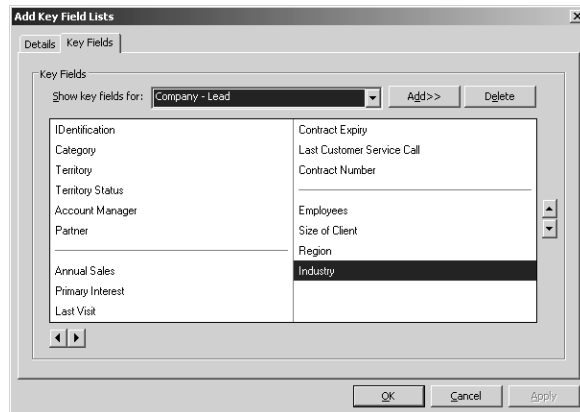 Add Key Field Lists
Details Key Fields
Key Fields
Show key fields for: Company - Lead Add>> Delete
IDentification
Category
Territory
Territory Status
Account Manager
Partner
Annual Sales
Primary Interest
Last Visit
Contract Expiry
Last Customer Service Call
Contract Number
Employees
Size of Client
Region
Industry
OK Cancel Apply